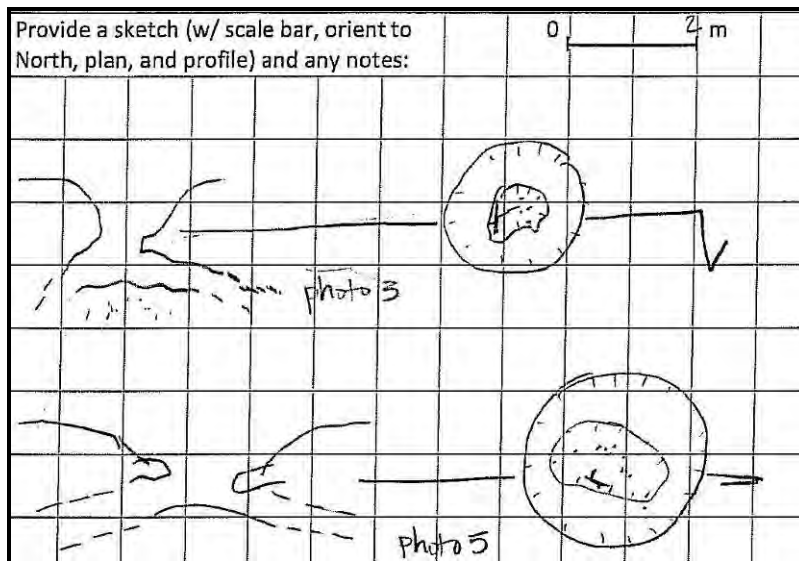 Provide a sketch (w/ scale bar, orient to
North, plan, and profile) and any notes:
0 2 m
photo 3
photo 5